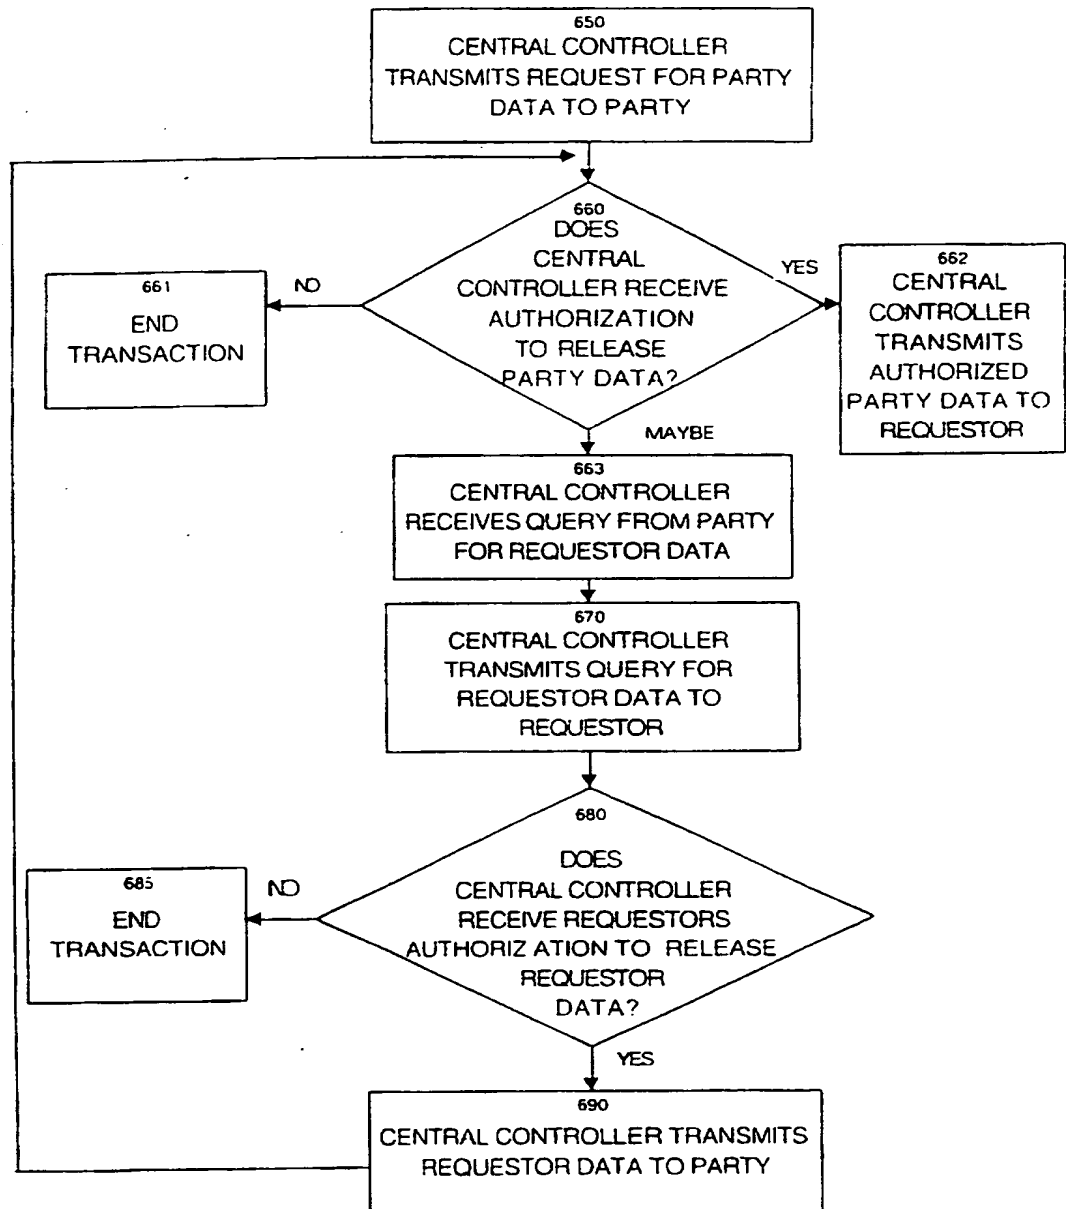 650
CENTRAL CONTROLLER
TRANSMITS REQUEST FOR PARTY
DATA TO PARTY
660
DOES
CENTRAL
CONTROLLER RECEIVE
AUTHORIZATION
TO RELEASE
PARTY DATA?
NO
661
END
TRANSACTION
YES
662
CENTRAL
CONTROLLER
TRANSMITS
AUTHORIZED
PARTY DATA TO
REQUESTOR
MAYBE
663
CENTRAL CONTROLLER
RECEIVES QUERY FROM PARTY
FOR REQUESTOR DATA
670
CENTRAL CONTROLLER
TRANSMITS QUERY FOR
REQUESTOR DATA TO
REQUESTOR
680
DOES
CENTRAL CONTROLLER
RECEIVE REQUESTORS
AUTHORIZATION TO RELEASE
REQUESTOR
DATA?
NO
685
END
TRANSACTION
YES
690
CENTRAL CONTROLLER TRANSMITS
REQUESTOR DATA TO PARTY